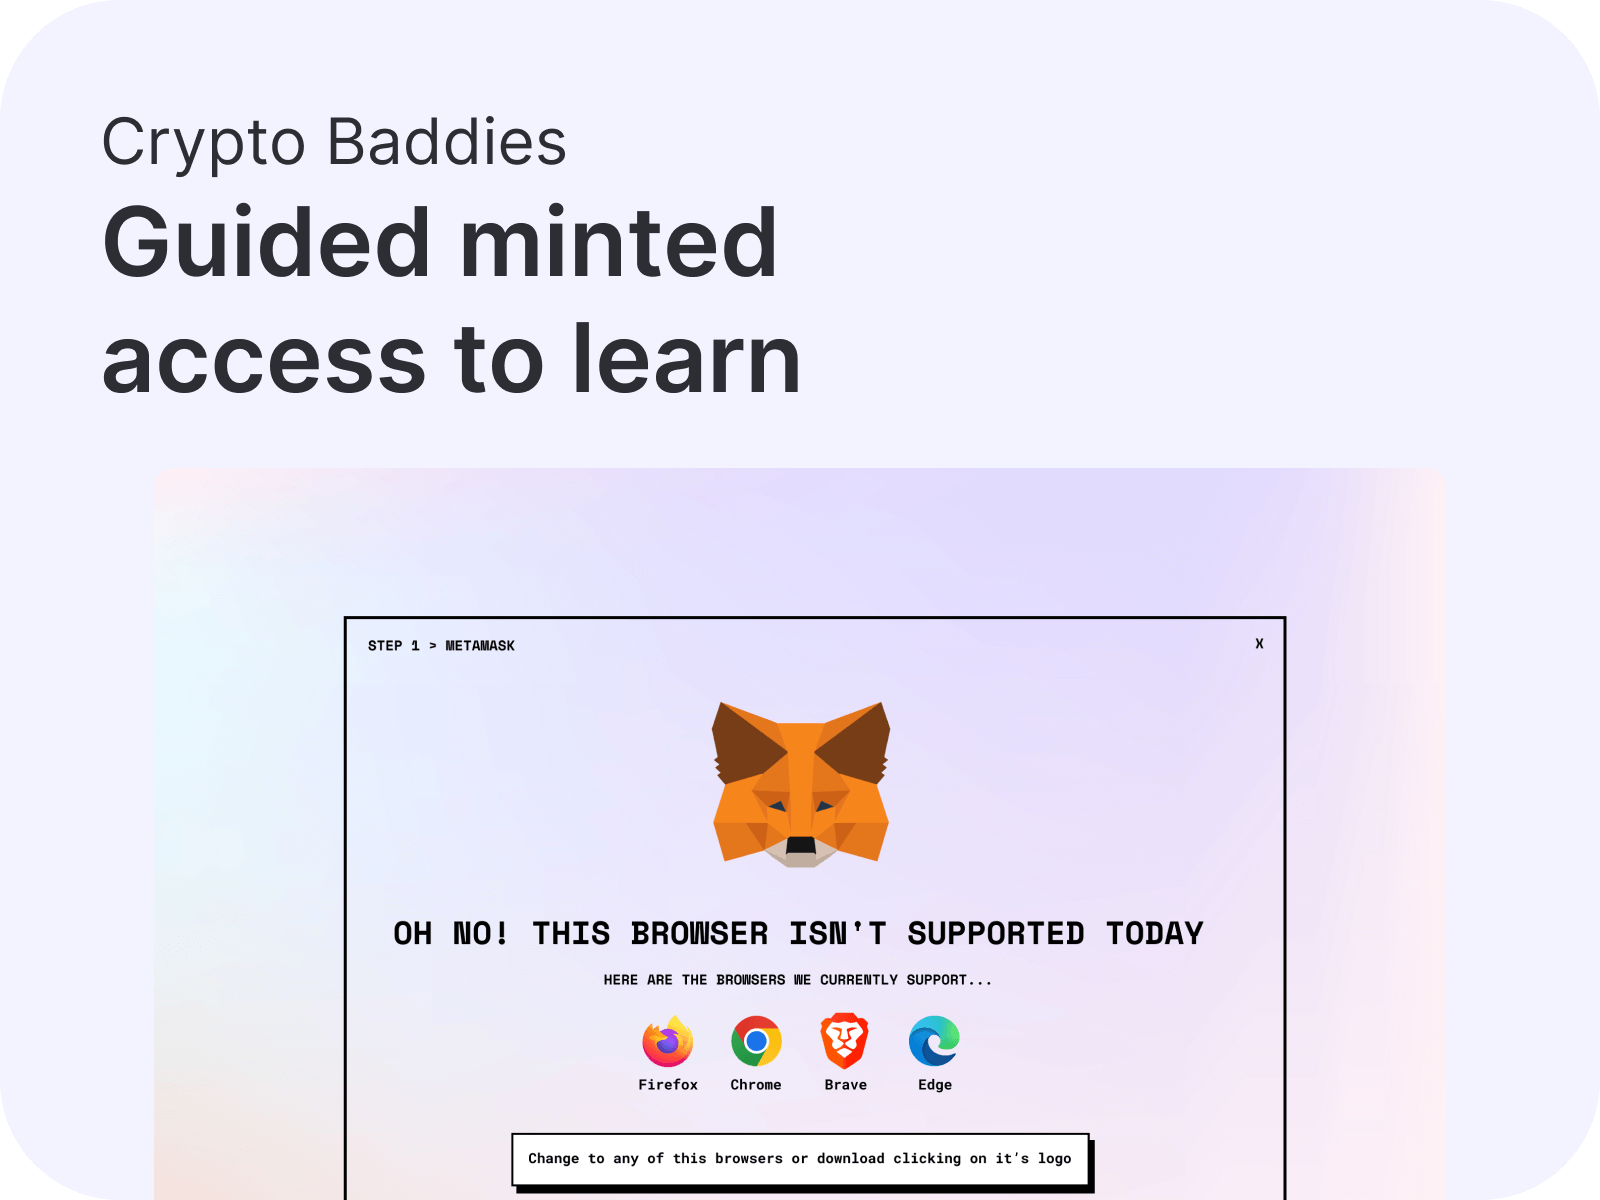 Crypto Baddies
Guided minted
access to learn
STEP 1 > METAMASK
X
OH NO! THIS BROWSER ISN'T SUPPORTED TODAY
HERE ARE THE BROWSERS WE CURRENTLY SUPPORT...
Firefox Chrome Brave Edge
Change to any of this browsers or download clicking on it’s logo